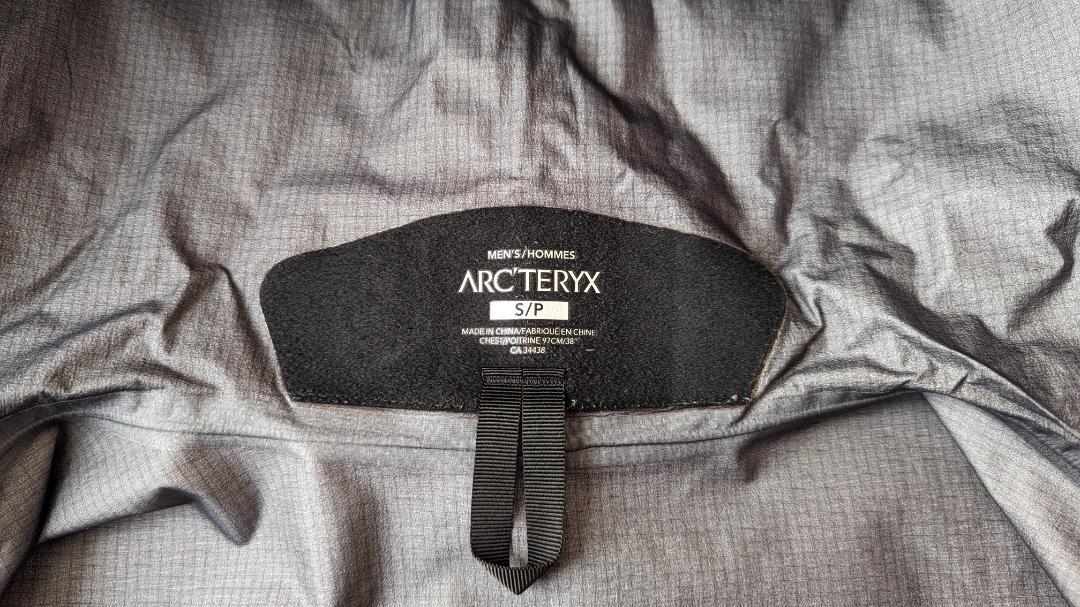 MEN'S/HOMMES
ARC'TERYX
S/P
MADE IN CHINA/FABRIQUÉ EN CHINE
CHEST/POITRINE 97CM/38"
CA 34438